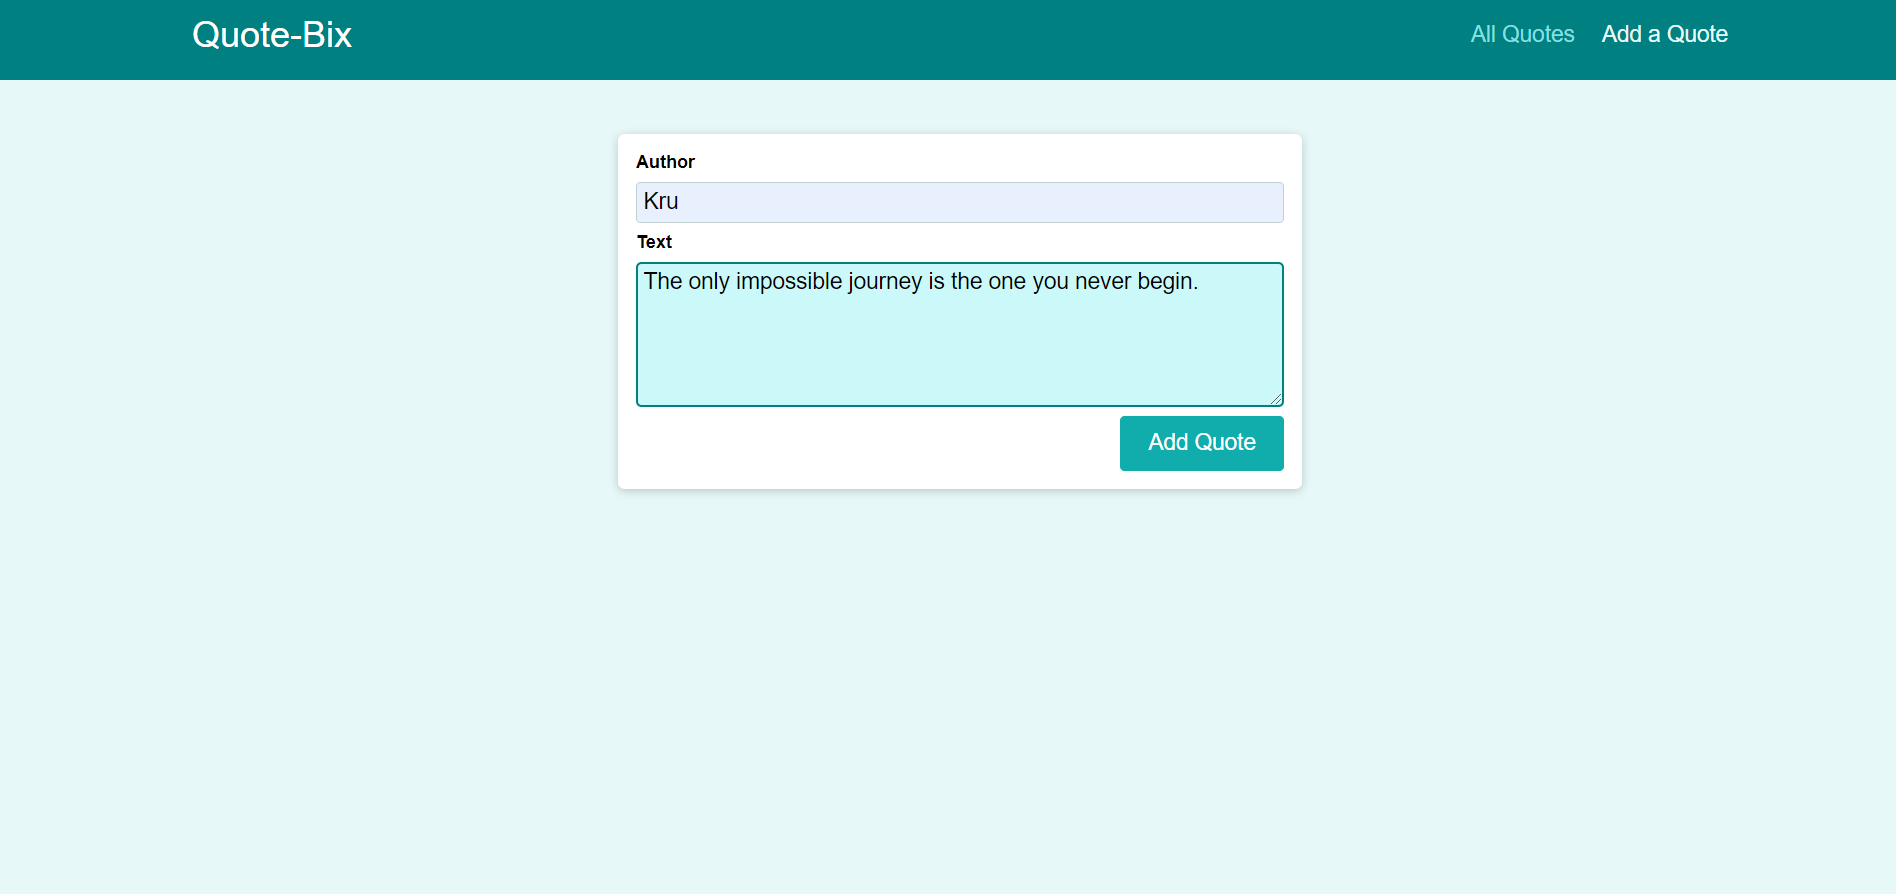 Quote-Bix
All Quotes Add a Quote
Author
Kru
Text
The only impossible journey is the one you never begin.
Add Quote